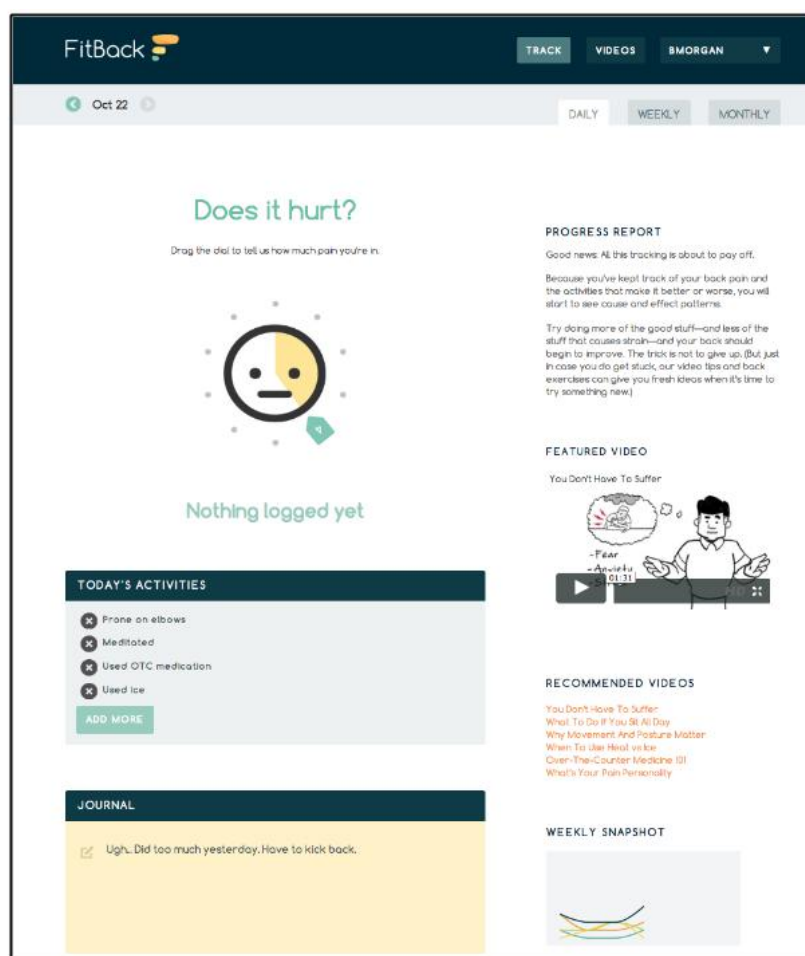 FitBack
TRACK VIDEOS BMORGAN
Oct 22
DAILY WEEKLY MONTHLY
Does it hurt?
Drag the dial to tell us how much pain you're in.
Nothing logged yet
TODAY'S ACTIVITIES
Prone on elbows
Meditated
Used OTC medication
Used Ice
ADD MORE
JOURNAL
Ugh.. Did too much yesterday. Have to kick back.
PROGRESS REPORT
Good news: All this tracking is about to pay off.
Because you've kept track of your back pain and
the activities that make it better or worse, you will
start to see cause and effect patterns.
Try doing more of the good stuff—and less of the
stuff that causes strain—and your back should
begin to improve. The trick is not to give up. (But just
in case you do get stuck, our video tips and back
exercises can give you fresh ideas when it's time to
try something new.)
FEATURED VIDEO
You Don't Have To Suffer
-Fear
-Anxiety
01:31
HD
RECOMMENDED VIDEOS
You Don't Have To Suffer
What To Do If You Sit All Day
Why Movement And Posture Matter
When To Use Heat vs Ice
Over-The-Counter Medicine 101
What's Your Pain Personality
WEEKLY SNAPSHOT